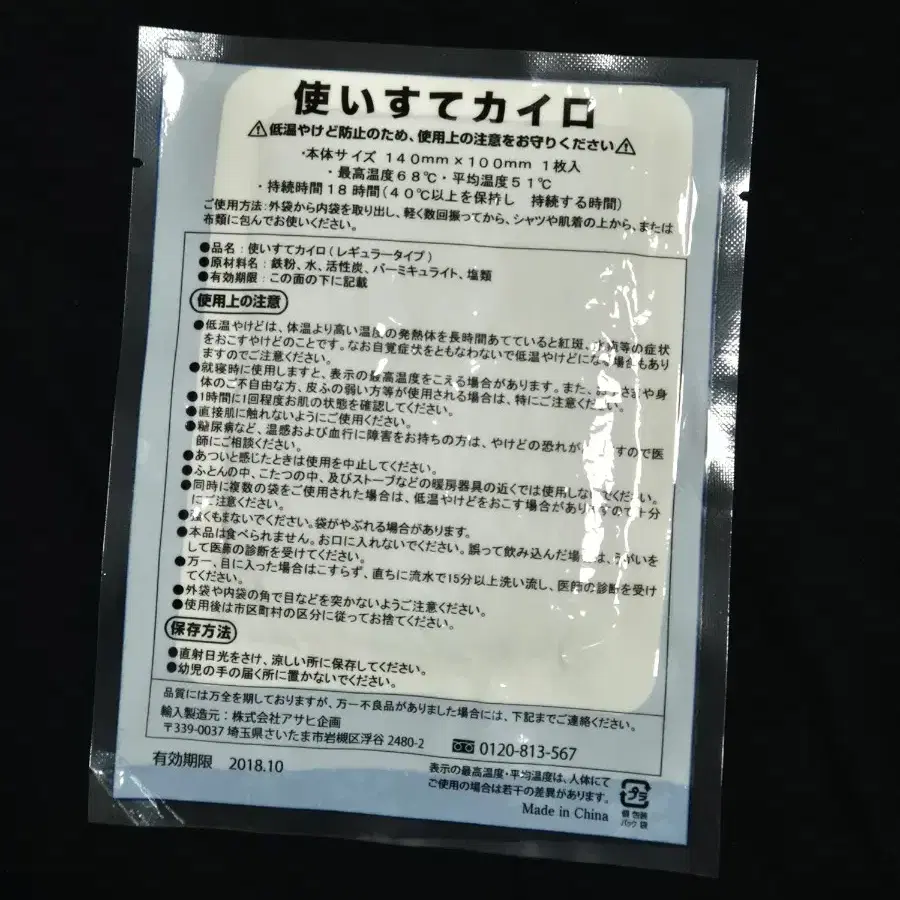 使いすてカイロ
⚠低温やけど防止のため、使用上の注意をお守りください⚠
・本体サイズ 140mm×100mm 1枚入
・最高温度68℃・平均温度51℃
・持続時間18時間(40℃以上を保持し 持続する時間)
ご使用方法:外袋から内袋を取り出し、軽く数回振ってから、シャツや肌着の上から、または
布類に包んでお使いください。
●品名:使いすてカイロ(レギュラータイプ)
●原材料名:鉄粉、水、活性炭、バーミキュライト、塩類
●有効期限:この面の下に記載
使用上の注意
●低温やけどは、体温より高い温度の発熱体を長時間あてていると紅斑、等の症状
をおこすやけどのことです。なお自覚症状をともなわないで低温やけどになる場合もあり
ますのでご注意ください。
●就寝時に使用しますと、表示の最高温度をこえる場合があります。また、お さまや身
体のご不自由な方、皮ふの弱い方等が使用される場合は、特にご注意ください。
●1時間に1回程度お肌の状態を確認してください。
●直接肌に触れないようにご使用ください。
●糖尿病など、温感および血行に障害をお持ちの方は、やけどの恐れが すので医
師にご相談ください。
●あついと感じたときは使用を中止してください。
●ふとんの中、こたつの中、及びストーブなどの暖房器具の近くでは使用しないでください。
●同時に複数の袋をご使用された場合は、低温やけどをおこす場合がありますので十分
にご注意ください。
●強くもまないでください。袋がやぶれる場合があります。
●本品は食べられません。お口に入れないでください。誤って飲み込んだ場合は、うがいを
して医師の診断を受けてください。
●万一、目に入った場合はこすらず、直ちに流水で15分以上洗い流し、医師の診断を受け
てください。
●外袋や内袋の角で目などを突かないようご注意ください。
●使用後は市区町村の区分に従ってお捨てください。
保存方法
●直射日光をさけ、涼しい所に保存してください。
●幼児の手の届く所に置かないでください。
品質には万全を期しておりますが、万一不良品がありました場合には、下記までご連絡ください。
輸入製造元:株式会社アサヒ企画
〒339-0037 埼玉県さいたま市岩槻区浮谷 2480-2 0120-813-567
有効期限 2018.10
表示の最高温度・平均温度は、人体にて
ご使用の場合は若干の差異があります。
Made in China
プラ
個 包装
パック 袋